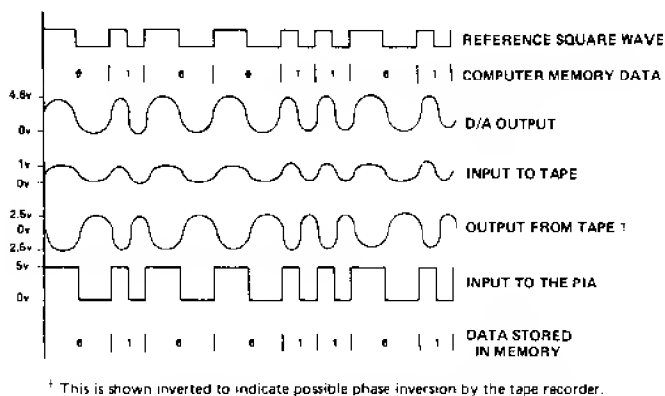 REFERENCE SQUARE WAVE
0 1 0 0 1 1 0 1 COMPUTER MEMORY DATA
4.6v
0v
D/A OUTPUT
1v
0v
INPUT TO TAPE
2.5v
0v
2.6v
OUTPUT FROM TAPE †
5v
0v
INPUT TO THE PIA
0 1 0 0 1 1 0 1 DATA STORED
IN MEMORY
† This is shown inverted to indicate possible phase inversion by the tape recorder.